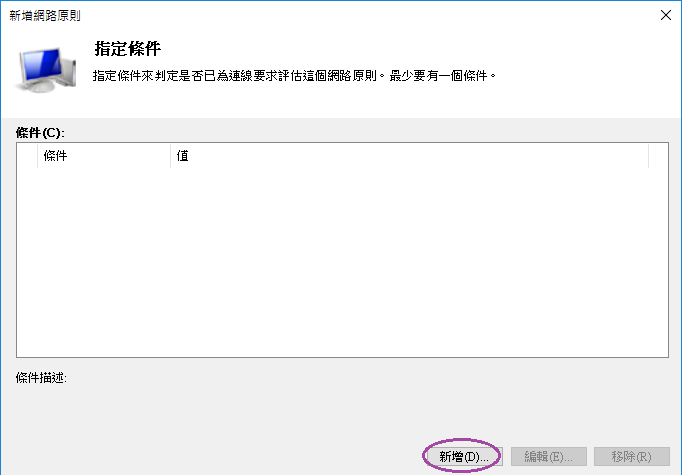 新增網路原則
指定條件
指定條件來判定是否已為連線要求評估這個網路原則。最少要有一個條件。
條件(C):
條件 值
條件描述:
新增(D)... 編輯(E)... 移除(R)